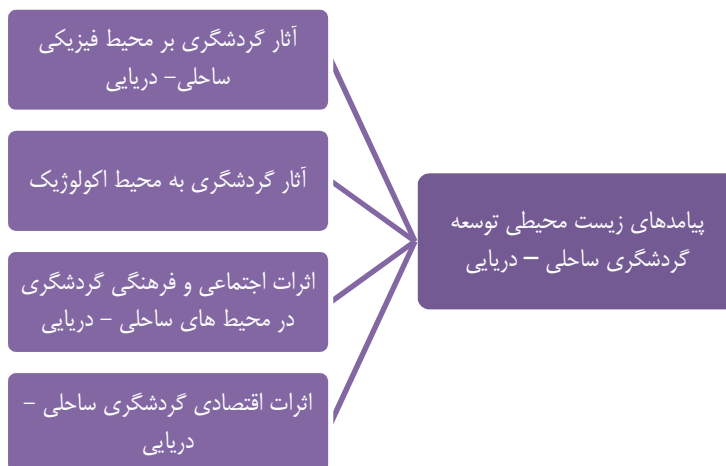 پیامدهای زیست محیطی توسعه
گردشگری ساحلی – دریایی
آثار گردشگری بر محیط فیزیکی
ساحلی– دریایی
آثار گردشگری به محیط اکولوژیک
اثرات اجتماعی و فرهنگی گردشگری
در محیط های ساحلی – دریایی
اثرات اقتصادی گردشگری ساحلی –
دریایی